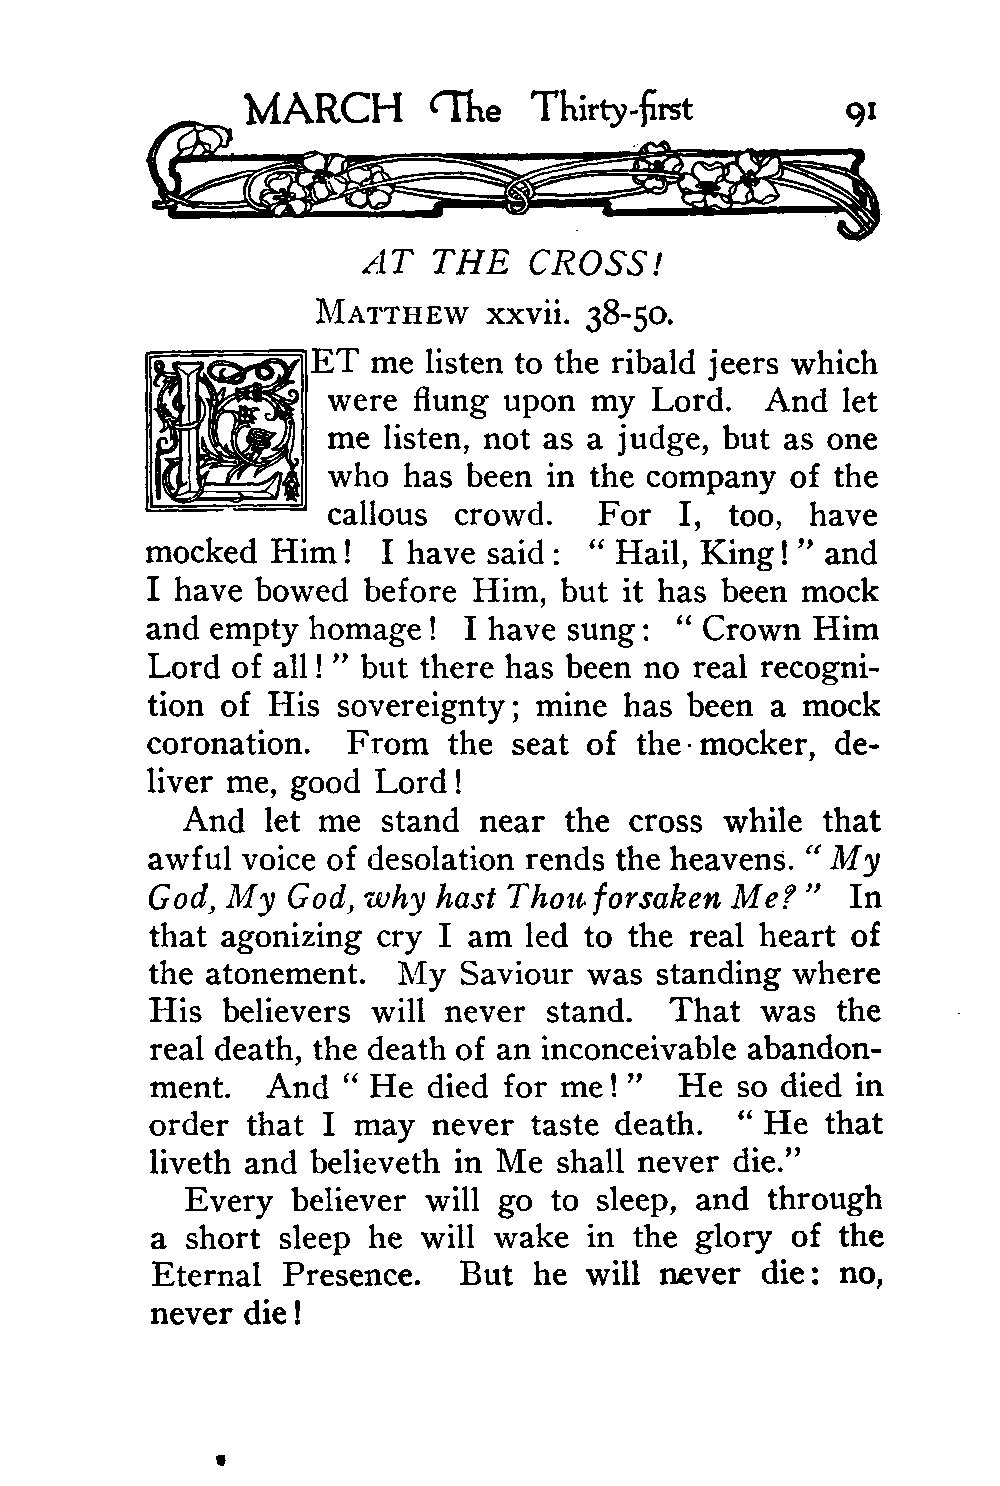 MARCH The Thirty-first 91
AT THE CROSS!
MATTHEW xxvii. 38-50.
LET me listen to the ribald jeers which
were flung upon my Lord. And let
me listen, not as a judge, but as one
who has been in the company of the
callous crowd. For I, too, have
mocked Him! I have said: “Hail, King!” and
I have bowed before Him, but it has been mock
and empty homage! I have sung: “Crown Him
Lord of all!” but there has been no real recogni-
tion of His sovereignty; mine has been a mock
coronation. From the seat of the mocker, de-
liver me, good Lord!
And let me stand near the cross while that
awful voice of desolation rends the heavens. “My
God, My God, why hast Thou forsaken Me?” In
that agonizing cry I am led to the real heart of
the atonement. My Saviour was standing where
His believers will never stand. That was the
real death, the death of an inconceivable abandon-
ment. And “He died for me!” He so died in
order that I may never taste death. “He that
liveth and believeth in Me shall never die.”
Every believer will go to sleep, and through
a short sleep he will wake in the glory of the
Eternal Presence. But he will never die: no,
never die!